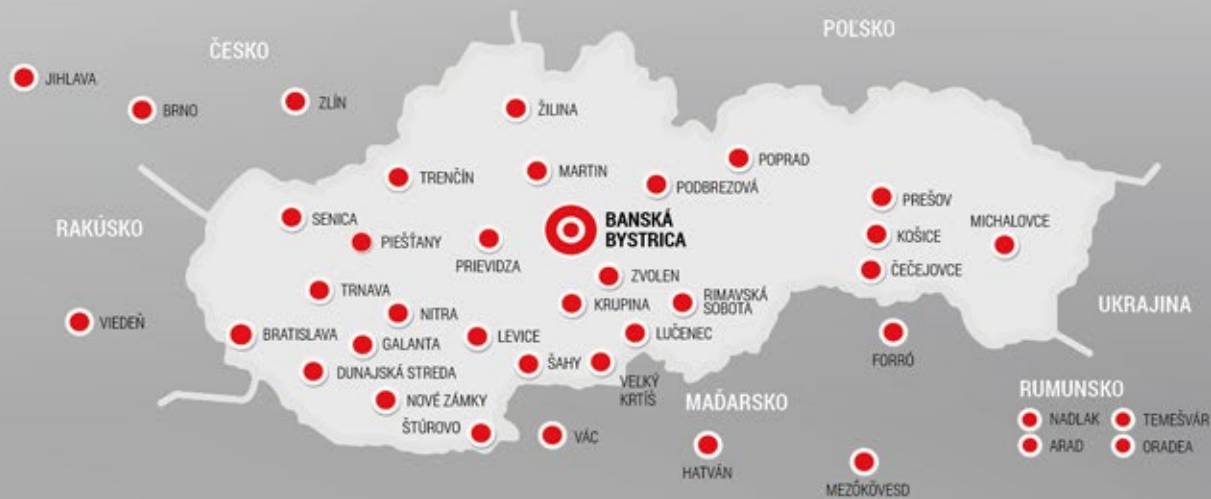 POĽSKO
ČESKO
JIHLAVA
BRNO
ZLÍN
ŽILINA
POPRAD
MARTIN
TRENČÍN
PODBREZOVÁ
PREŠOV
SENICA
MICHALOVCE
RAKÚSKO
BANSKÁ
BYSTRICA
KOŠICE
PIEŠŤANY
PRIEVIDZA
ČEČEJOVCE
ZVOLEN
TRNAVA
RIMAVSKÁ
SOBOTA
KRUPINA
UKRAJINA
NITRA
VIEDEŇ
BRATISLAVA
LEVICE
LUČENEC
GALANTA
FORRÓ
ŠAHY
DUNAJSKÁ STREDA
VEĽKÝ
KRTÍŠ
RUMUNSKO
NOVÉ ZÁMKY
MAĎARSKO
NADLAK
TEMEŠVÁR
ŠTÚROVO
VÁC
ARAD
ORADEA
HATVÁN
MEZŐKÖVESD